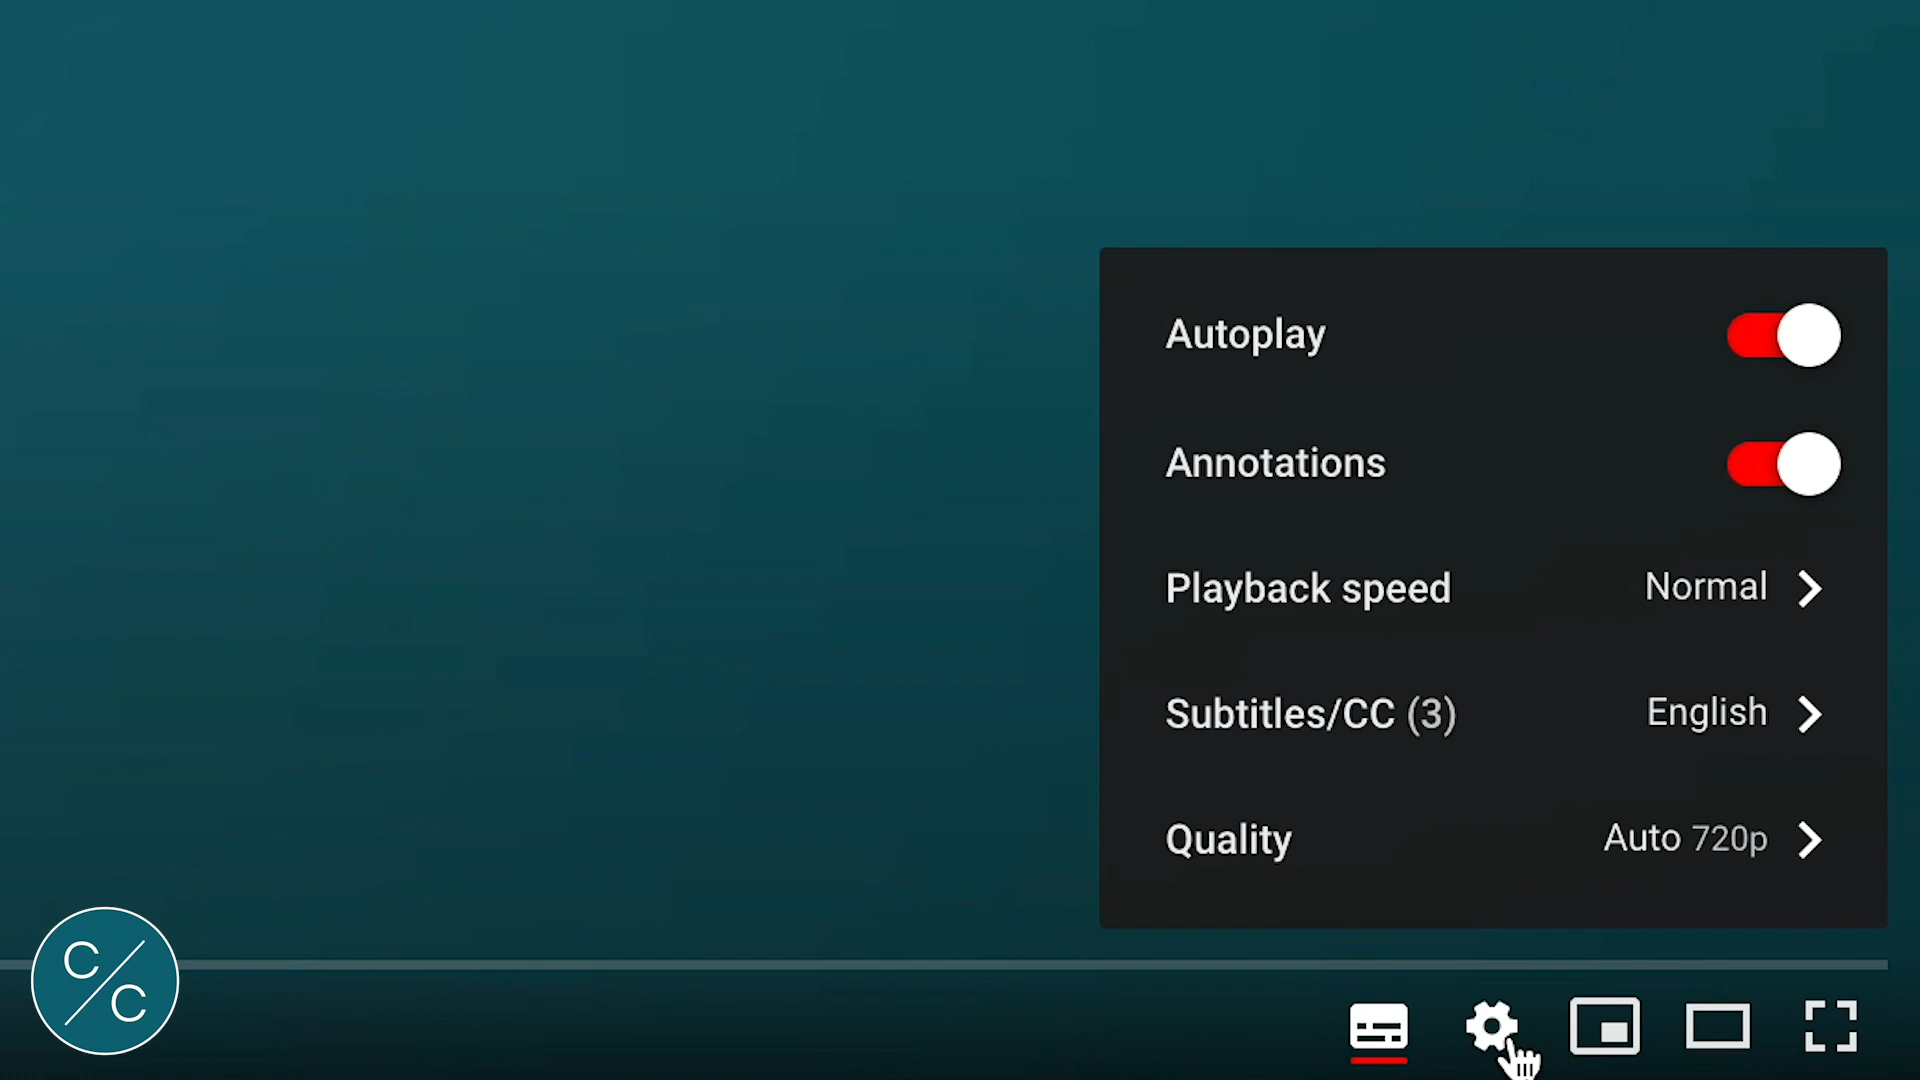 Autoplay
Annotations
Playback speed Normal
Subtitles/CC (3) English
Quality Auto 720p
C/C